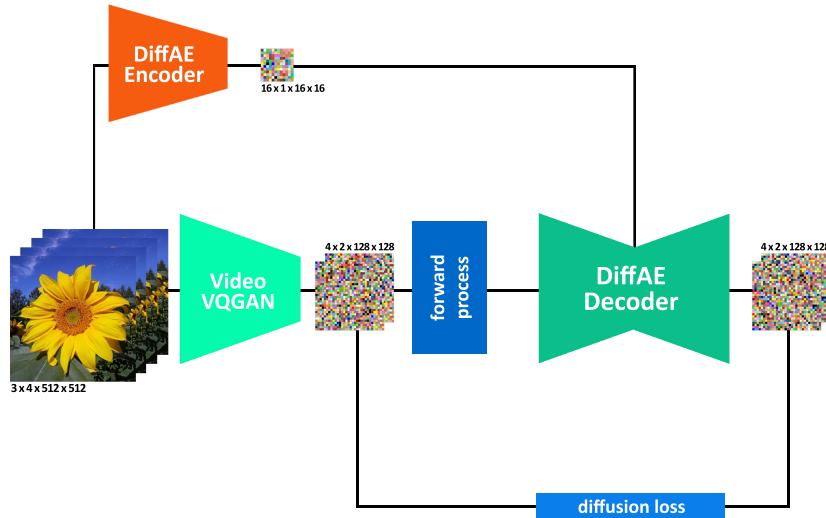 DiffAE
Encoder
16 x 1 x 16 x 16
4 x 2 x 128 x 128
4 x 2 x 128 x 128
Video
VQGAN
forward
process
DiffAE
Decoder
3 x 4 x 512 x 512
diffusion loss